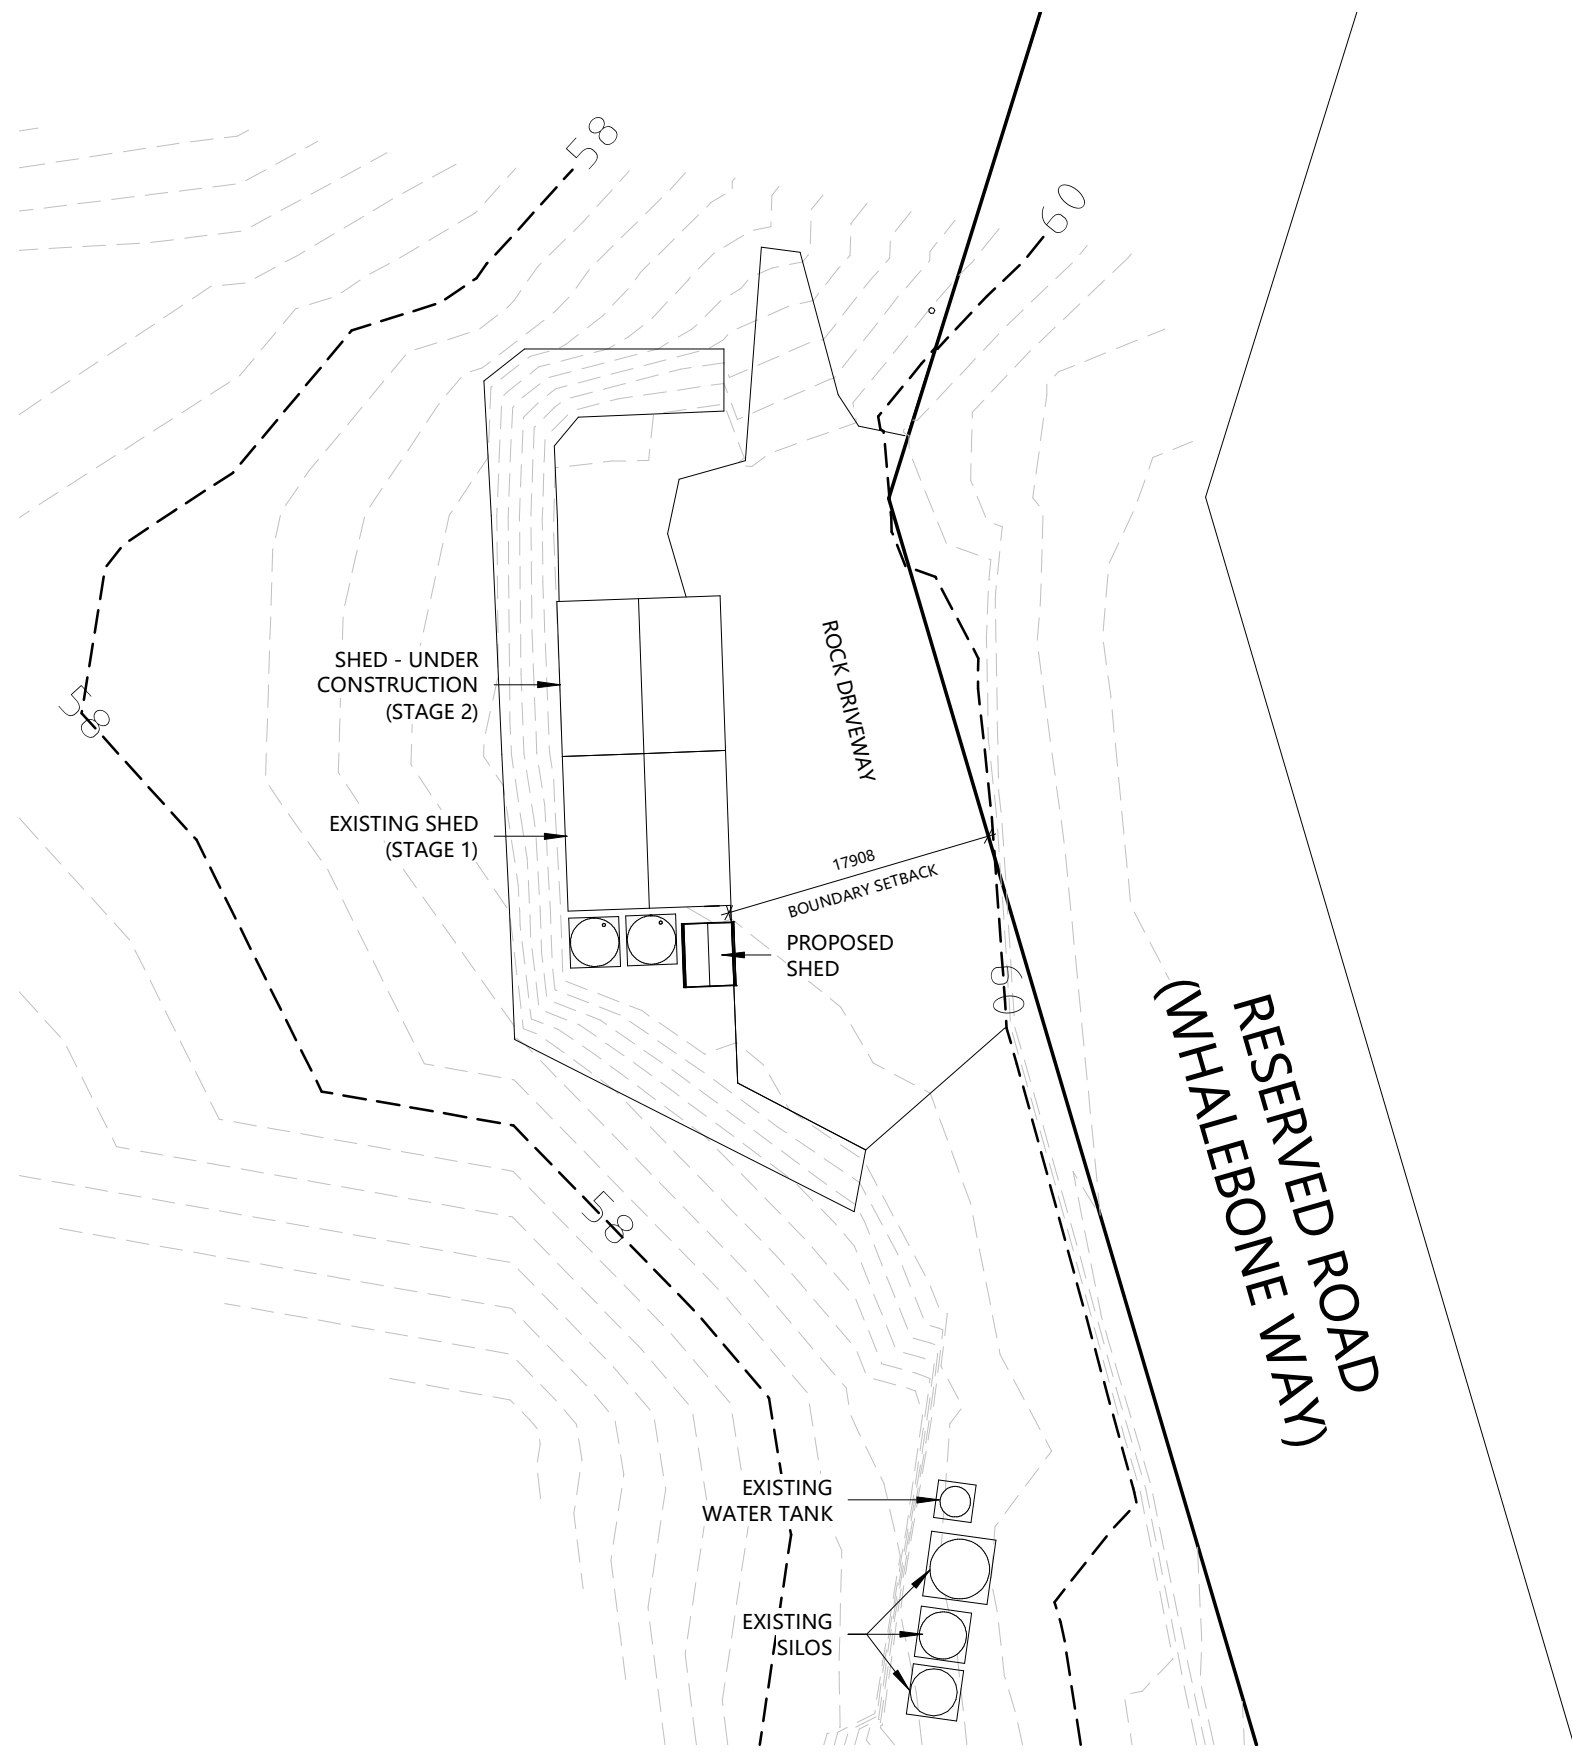 58
60
SHED - UNDER
CONSTRUCTION
(STAGE 2)
58
ROCK DRIVEWAY
EXISTING SHED
(STAGE 1)
17908
BOUNDARY SETBACK
PROPOSED
SHED
60
RESERVED ROAD
(WHALEBONE WAY)
58
EXISTING
WATER TANK
EXISTING
SILOS